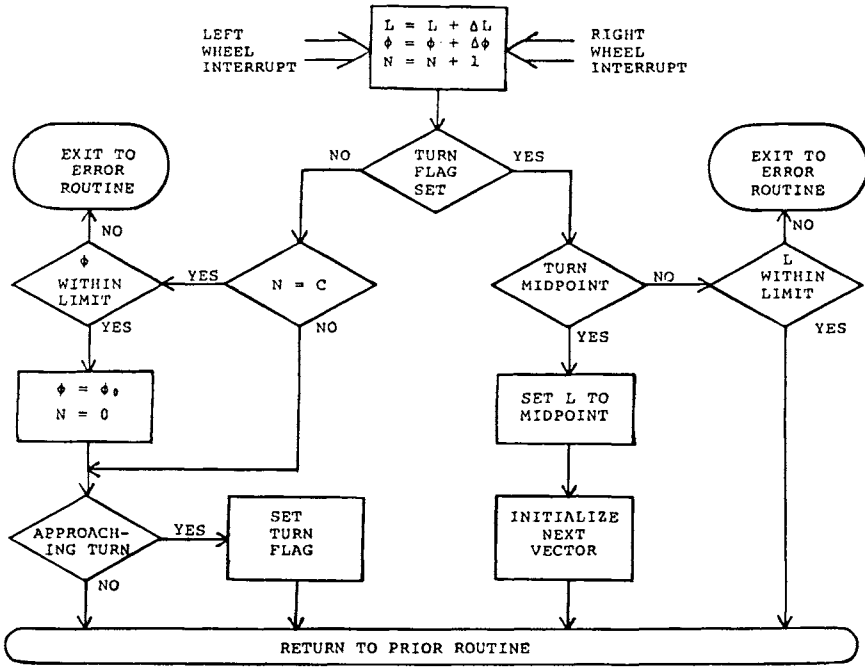 LEFT
WHEEL
INTERRUPT
L = L + ΔL
ϕ = ϕ + Δϕ
N = N + 1
RIGHT
WHEEL
INTERRUPT
EXIT TO
ERROR
ROUTINE
NO
TURN
FLAG
SET
YES
EXIT TO
ERROR
ROUTINE
NO
ϕ
WITHIN
LIMIT
YES
YES
N = C
NO
TURN
MIDPOINT
NO
YES
NO
L
WITHIN
LIMIT
YES
ϕ = ϕ₀
N = 0
SET L TO
MIDPOINT
APPROACH-
ING TURN
YES
NO
SET
TURN
FLAG
INITIALIZE
NEXT
VECTOR
RETURN TO PRIOR ROUTINE